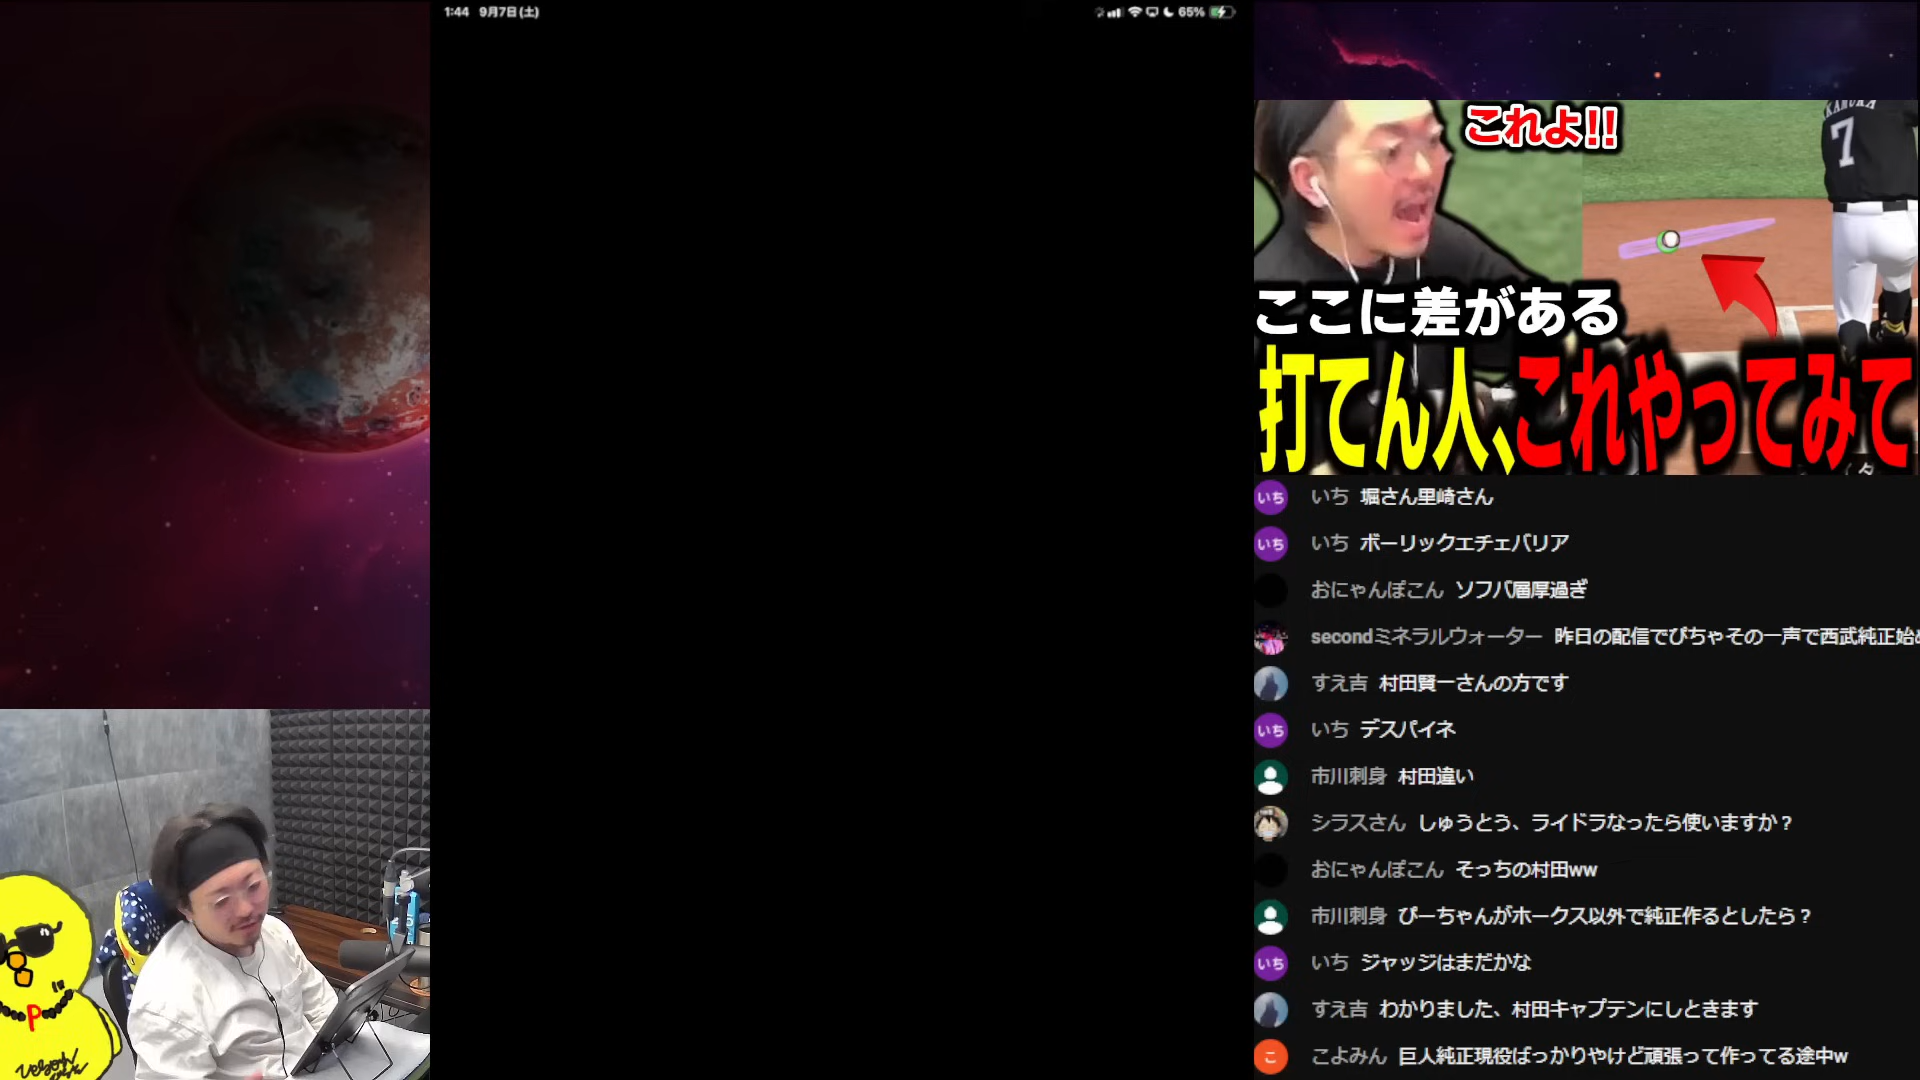 1:44 9月7日(土)
65%
これよ!!
7
ここに差がある
打てん人、これやってみて
いち 堀さん里崎さん
いち ボーリックエチェバリア
おにゃんぽこん ソフバ層厚過ぎ
secondミネラルウォーター 昨日の配信でぴちゃその一声で西武純正始
すえ吉 村田賢一さんの方です
いち デスパイネ
市川刺身 村田違い
シラスさん しゅうとう、ライドラなったら使いますか？
おにゃんぽこん そっちの村田ww
市川刺身 ぴーちゃんがホークス以外で純正作るとしたら？
いち ジャッジはまだかな
すえ吉 わかりました、村田キャプテンにしときます
こ こよみん 巨人純正現役ばっかりやけど頑張って作ってる途中w
P